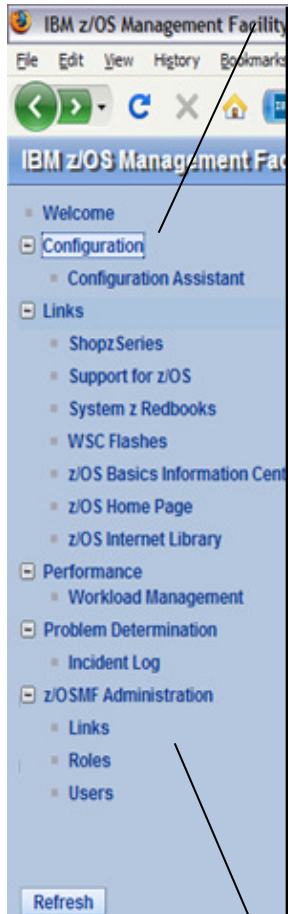 IBM z/OS Management Facility
File Edit View History Bookmarks
IBM z/OS Management Fac
Welcome
Configuration
Configuration Assistant
Links
ShopzSeries
Support for z/OS
System z Redbooks
WSC Flashes
z/OS Basics Information Cent
z/OS Home Page
z/OS Internet Library
Performance
Workload Management
Problem Determination
Incident Log
z/OSMF Administration
Links
Roles
Users
Refresh